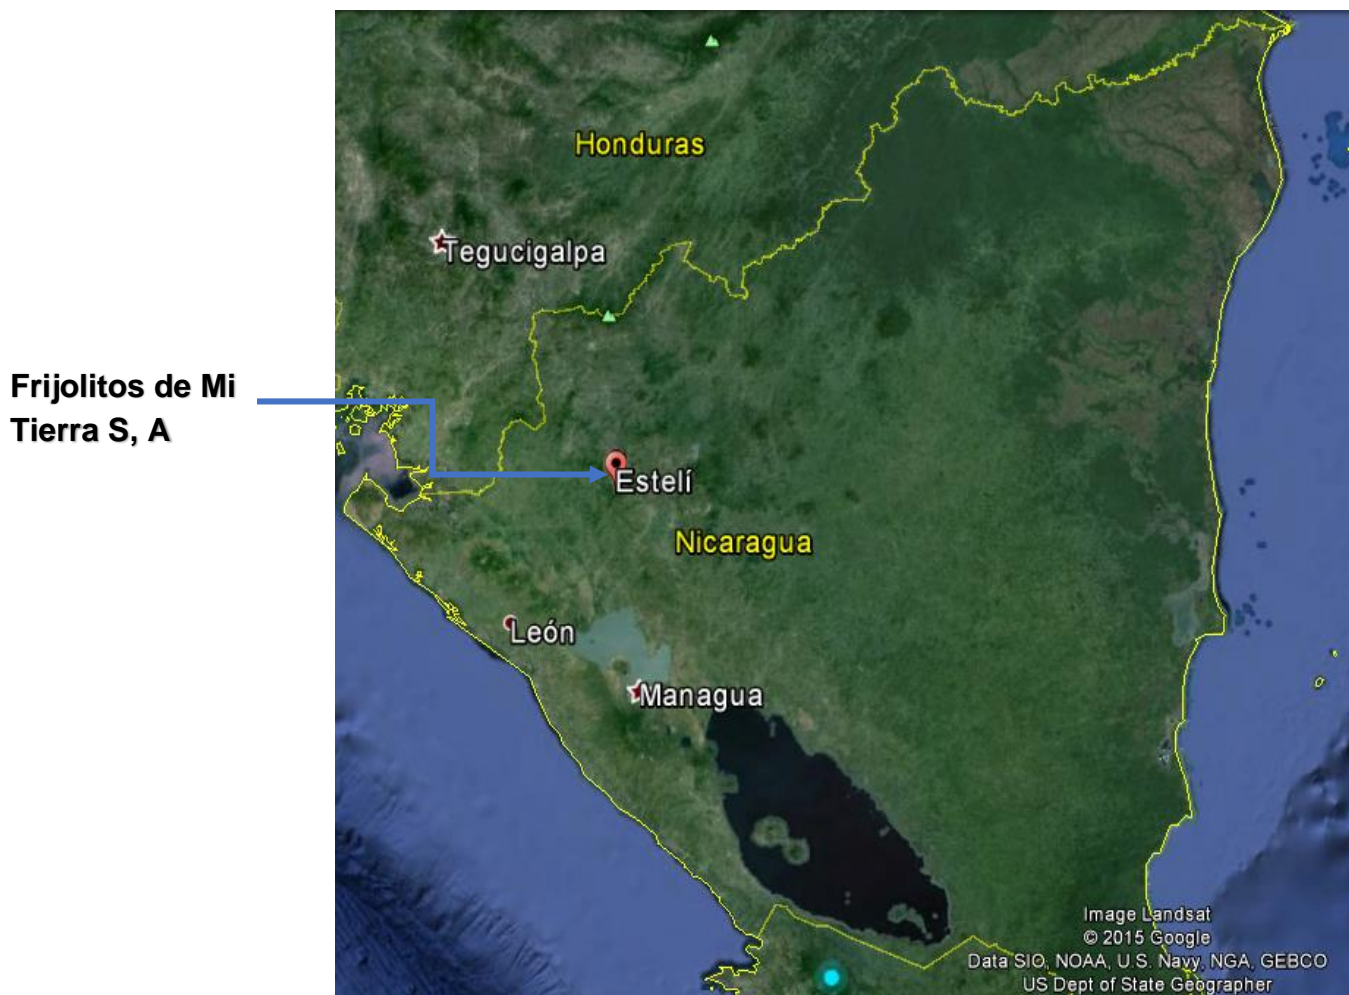 Honduras
Tegucigalpa
Frijolitos de Mi
Tierra S, A
Estelí
Nicaragua
León
Managua
Image Landsat
© 2015 Google
Data SIO, NOAA, U.S. Navy, NGA, GEBCO
US Dept of State Geographer